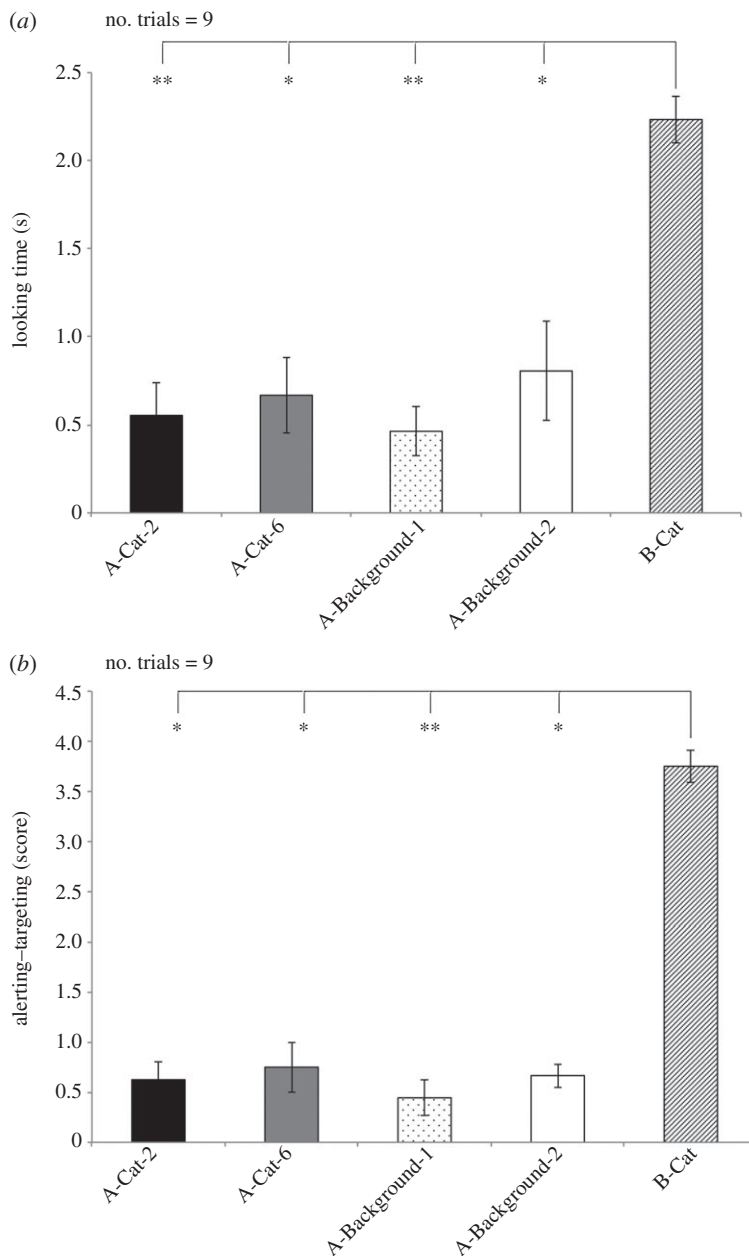 (a) no. trials = 9
** * ** *
looking time (s)
2.5
2.0
1.5
1.0
0.5
0
A-Cat-2
A-Cat-6
A-Background-1
A-Background-2
B-Cat
(b) no. trials = 9
* * ** *
alerting–targeting (score)
4.5
4.0
3.5
3.0
2.5
2.0
1.5
1.0
0.5
0
A-Cat-2
A-Cat-6
A-Background-1
A-Background-2
B-Cat